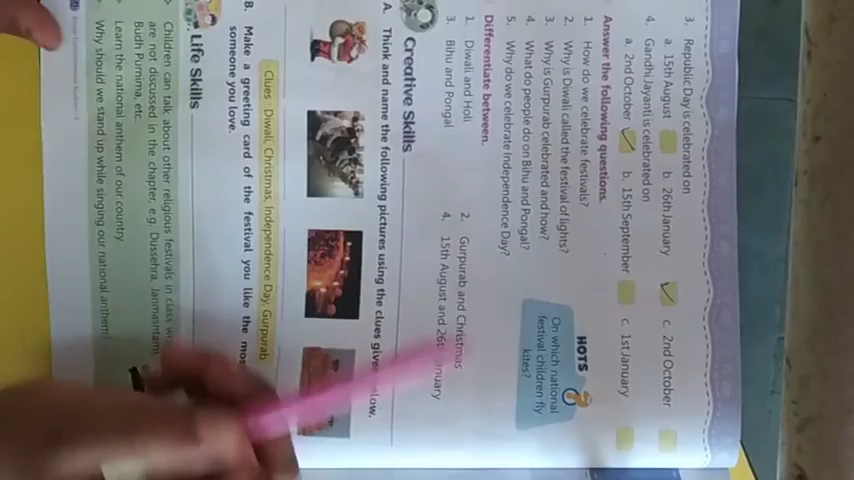 3. Republic Day is celebrated on
a. 15th August b. 26th January c. 2nd October
4. Gandhi Jayanti is celebrated on
a. 2nd October b. 15th September c. 1st January
Answer the following questions.
1. How do we celebrate festivals?
2. Why is Diwali called the festival of lights?
3. Why is Gurpurab celebrated and how?
4. What do people do on Bihu and Pongal?
5. Why do we celebrate Independence Day?
HOTS
On which national
festival children fly
kites?
Differentiate between.
1. Diwali and Holi 2. Gurpurab and Christmas
3. Bihu and Pongal 4. 15th August and 26t January
Creative Skills
A. Think and name the following pictures using the clues given below.
Clues : Diwali, Christmas, Independence Day, Gurpurab
B. Make a greeting card of the festival you like the mos
someone you love.
Life Skills
Children can talk about other religious festivals in class w
are not discussed in the chapter, e.g. Dussehra, Janmashtami
Budh Purnima, etc.
Learn the national anthem of our country
Why should we stand up while singing our national anthem?